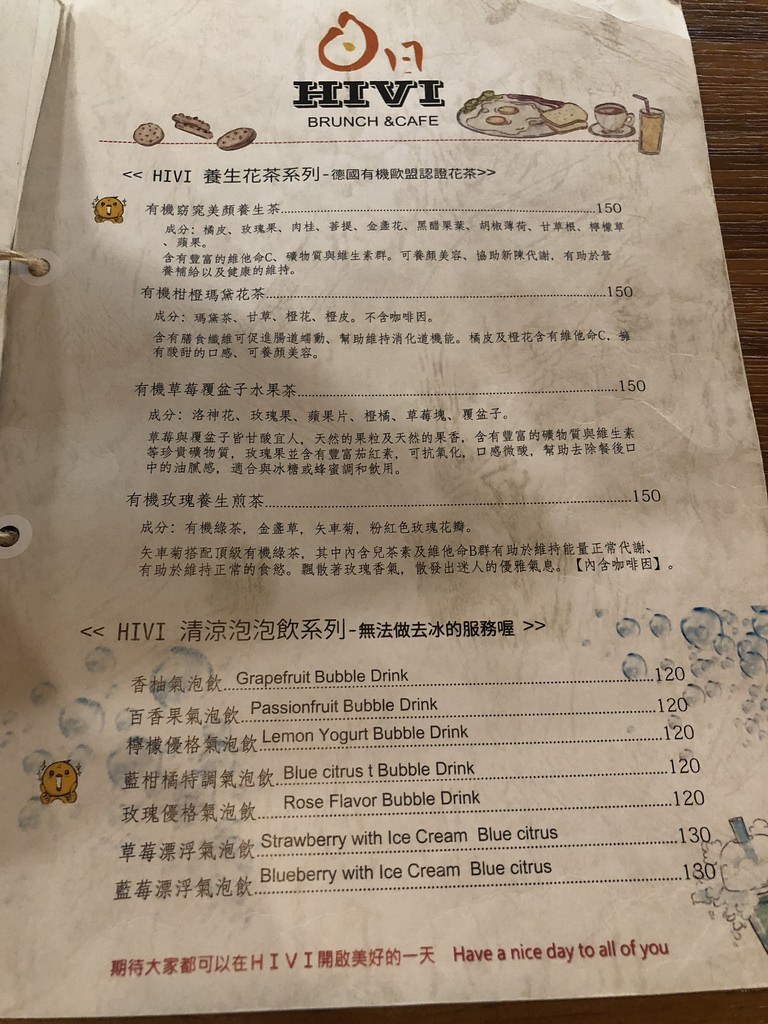 HIVI
BRUNCH &CAFE
<< HIVI 養生花茶系列-德國有機歐盟認證花茶>>
有機窈窕美顏養生茶 150
成分: 橘皮、玫瑰果、肉桂、菩提、金盞花、黑醋果葉、胡椒薄荷、甘草根、檸檬草
、蘋果。
含有豐富的維他命C、礦物質與維生素群。可養顏美容、協助新陳代謝, 有助於營
養補給以及健康的維持。
有機柑橙瑪黛花茶 150
成分: 瑪黛茶、甘草、橙花、橙皮。不含咖啡因。
含有膳食纖維可促進腸道蠕動、幫助維持消化道機能。橘皮及橙花含有維他命C, 擁
有酸甜的口感、可養顏美容。
有機草莓覆盆子水果茶 150
成分: 洛神花、玫瑰果、蘋果片、橙橘、草莓塊、覆盆子。
草莓與覆盆子皆甘酸宜人, 天然的果粒及天然的果香, 含有豐富的礦物質與維生素
等珍貴礦物質, 玫瑰果並含有豐富茄紅素, 可抗氧化, 口感微酸, 幫助去除餐後口
中的油膩感, 適合與冰糖或蜂蜜調和飲用。
有機玫瑰養生煎茶 150
成分: 有機綠茶, 金盞草, 矢車菊, 粉紅色玫瑰花瓣。
矢車菊搭配頂級有機綠茶, 其中內含兒茶素及維他命B群有助於維持能量正常代謝、
有助於維持正常的食慾。飄散著玫瑰香氣, 散發出迷人的優雅氣息。【內含咖啡因】。
<< HIVI 清涼泡泡飲系列-無法做去冰的服務喔 >>
香柚氣泡飲 Grapefruit Bubble Drink 120
百香果氣泡飲 Passionfruit Bubble Drink 120
檸檬優格氣泡飲 Lemon Yogurt Bubble Drink 120
藍柑橘特調氣泡飲 Blue citrus t Bubble Drink 120
玫瑰優格氣泡飲 Rose Flavor Bubble Drink 120
草莓漂浮氣泡飲 Strawberry with Ice Cream Blue citrus 130
藍莓漂浮氣泡飲 Blueberry with Ice Cream Blue citrus 130
期待大家都可以在HIVI開啟美好的一天 Have a nice day to all of you